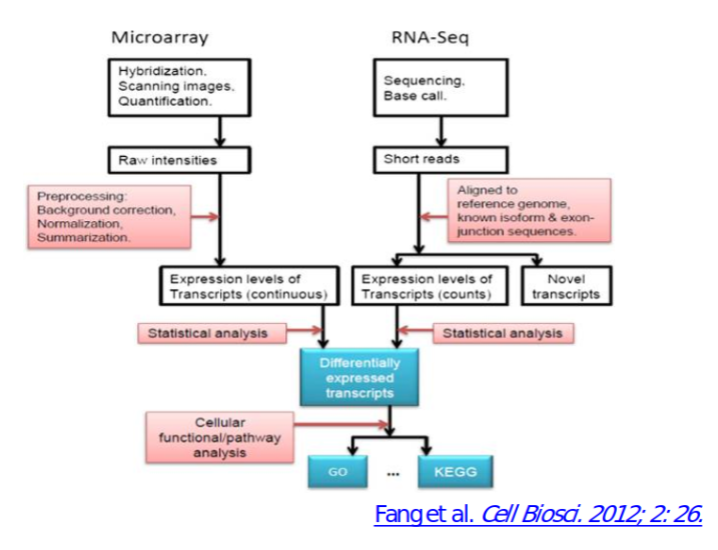 Microarray
RNA-Seq
Hybridization.
Scanning images,
Quantification.
Sequencing.
Base call.
Raw intensities
Short reads
Preprocessing:
Background correction,
Normalization,
Summarization.
Aligned to
reference genome,
known isoform & exon-
junction sequences.
Expression levels of
Transcripts (continuous)
Expression levels of
Transcripts (counts)
Novel
transcripts
Statistical analysis
Statistical analysis
Differentially
expressed
transcripts
Cellular
functional/pathway
analysis
GO
...
KEGG
Fang et al. Cell Biosci. 2012; 2: 26.